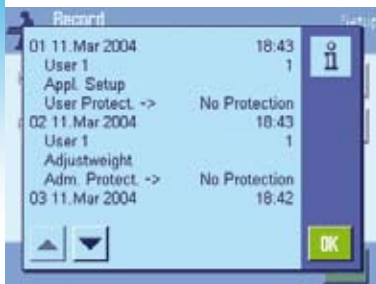 Record
Setup
01 11.Mar 2004 18:43
User 1 1
Appl. Setup
User Protect. -> No Protection
02 11.Mar 2004 18:43
User 1 1
Adjustweight
Adm. Protect. -> No Protection
03 11.Mar 2004 18:42
OK